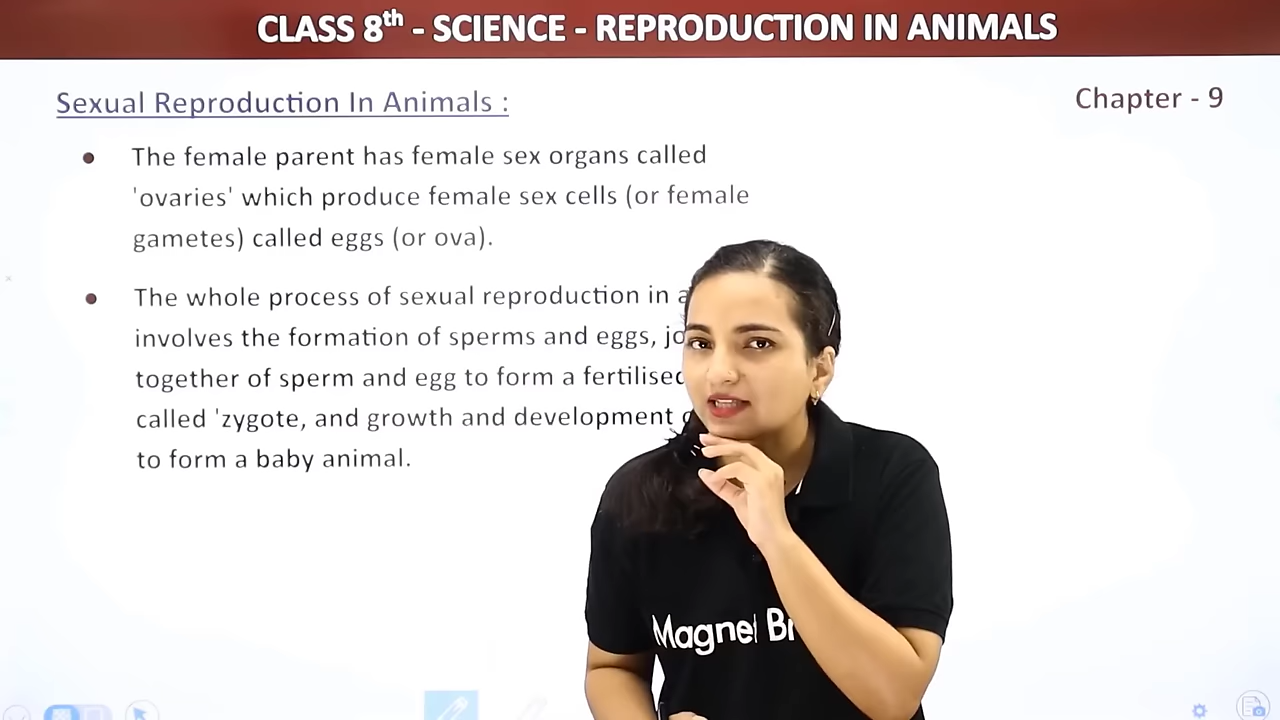 CLASS 8th - SCIENCE - REPRODUCTION IN ANIMALS
Sexual Reproduction In Animals :
Chapter - 9
The female parent has female sex organs called
'ovaries' which produce female sex cells (or female
gametes) called eggs (or ova).
The whole process of sexual reproduction in
involves the formation of sperms and eggs,
together of sperm and egg to form a fertilised
called 'zygote, and growth and development
to form a baby animal.
Magnet